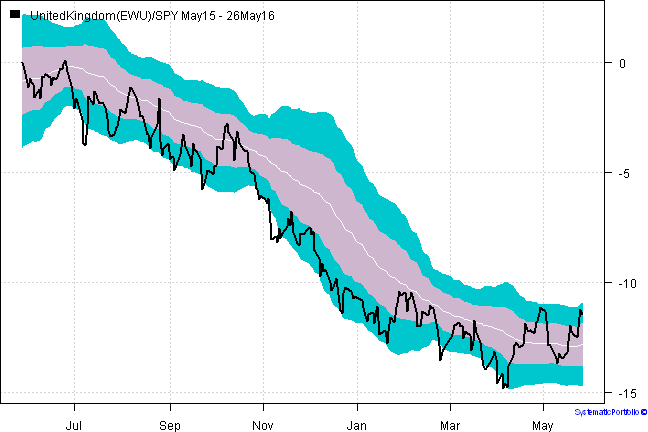 UnitedKingdom(EWU)/SPY May15 - 26May16
0
-5
-10
-15
Jul Sep Nov Jan Mar May
SystematicPortfolio ©